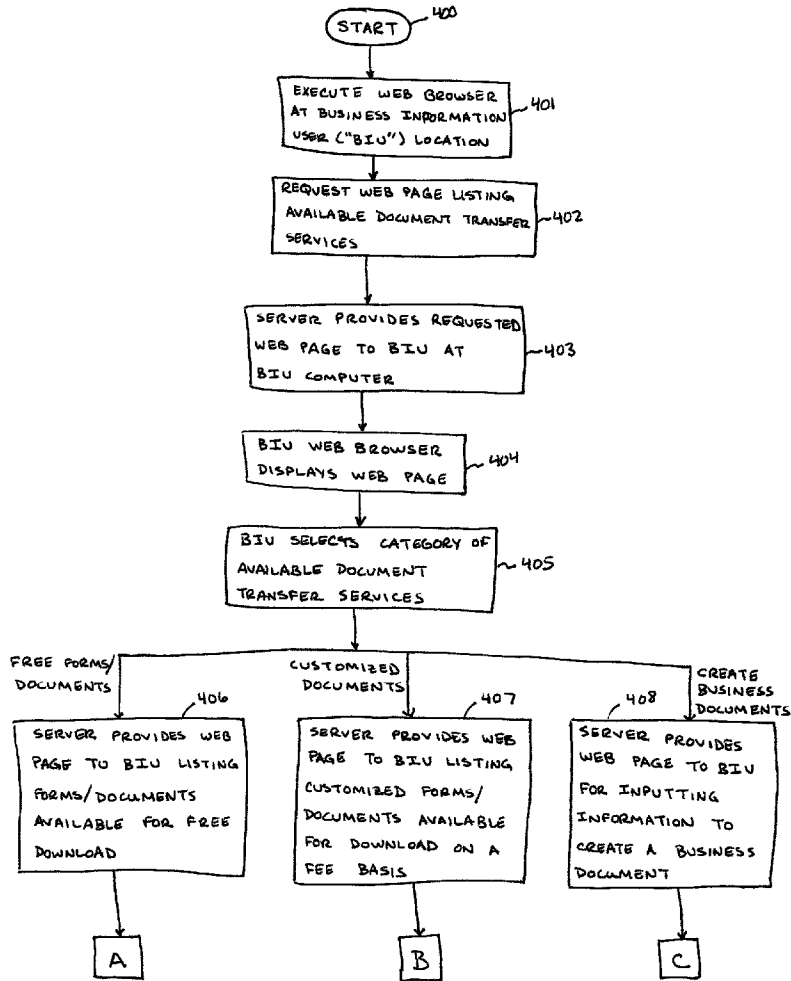 START
400
EXECUTE WEB BROWSER
AT BUSINESS INFORMATION
USER ("BIU") LOCATION
401
REQUEST WEB PAGE LISTING
AVAILABLE DOCUMENT TRANSFER
SERVICES
402
SERVER PROVIDES REQUESTED
WEB PAGE TO BIU AT
BIU COMPUTER
403
BIU WEB BROWSER
DISPLAYS WEB PAGE
404
BIU SELECTS CATEGORY OF
AVAILABLE DOCUMENT
TRANSFER SERVICES
405
FREE FORMS/
DOCUMENTS
CUSTOMIZED
DOCUMENTS
CREATE
BUSINESS
DOCUMENTS
406
SERVER PROVIDES WEB
PAGE TO BIU LISTING
FORMS/DOCUMENTS
AVAILABLE FOR FREE
DOWNLOAD
407
SERVER PROVIDES WEB
PAGE TO BIU LISTING
CUSTOMIZED FORMS/
DOCUMENTS AVAILABLE
FOR DOWNLOAD ON A
FEE BASIS
408
SERVER PROVIDES
WEB PAGE TO BIU
FOR INPUTTING
INFORMATION TO
CREATE A BUSINESS
DOCUMENT
A
B
C